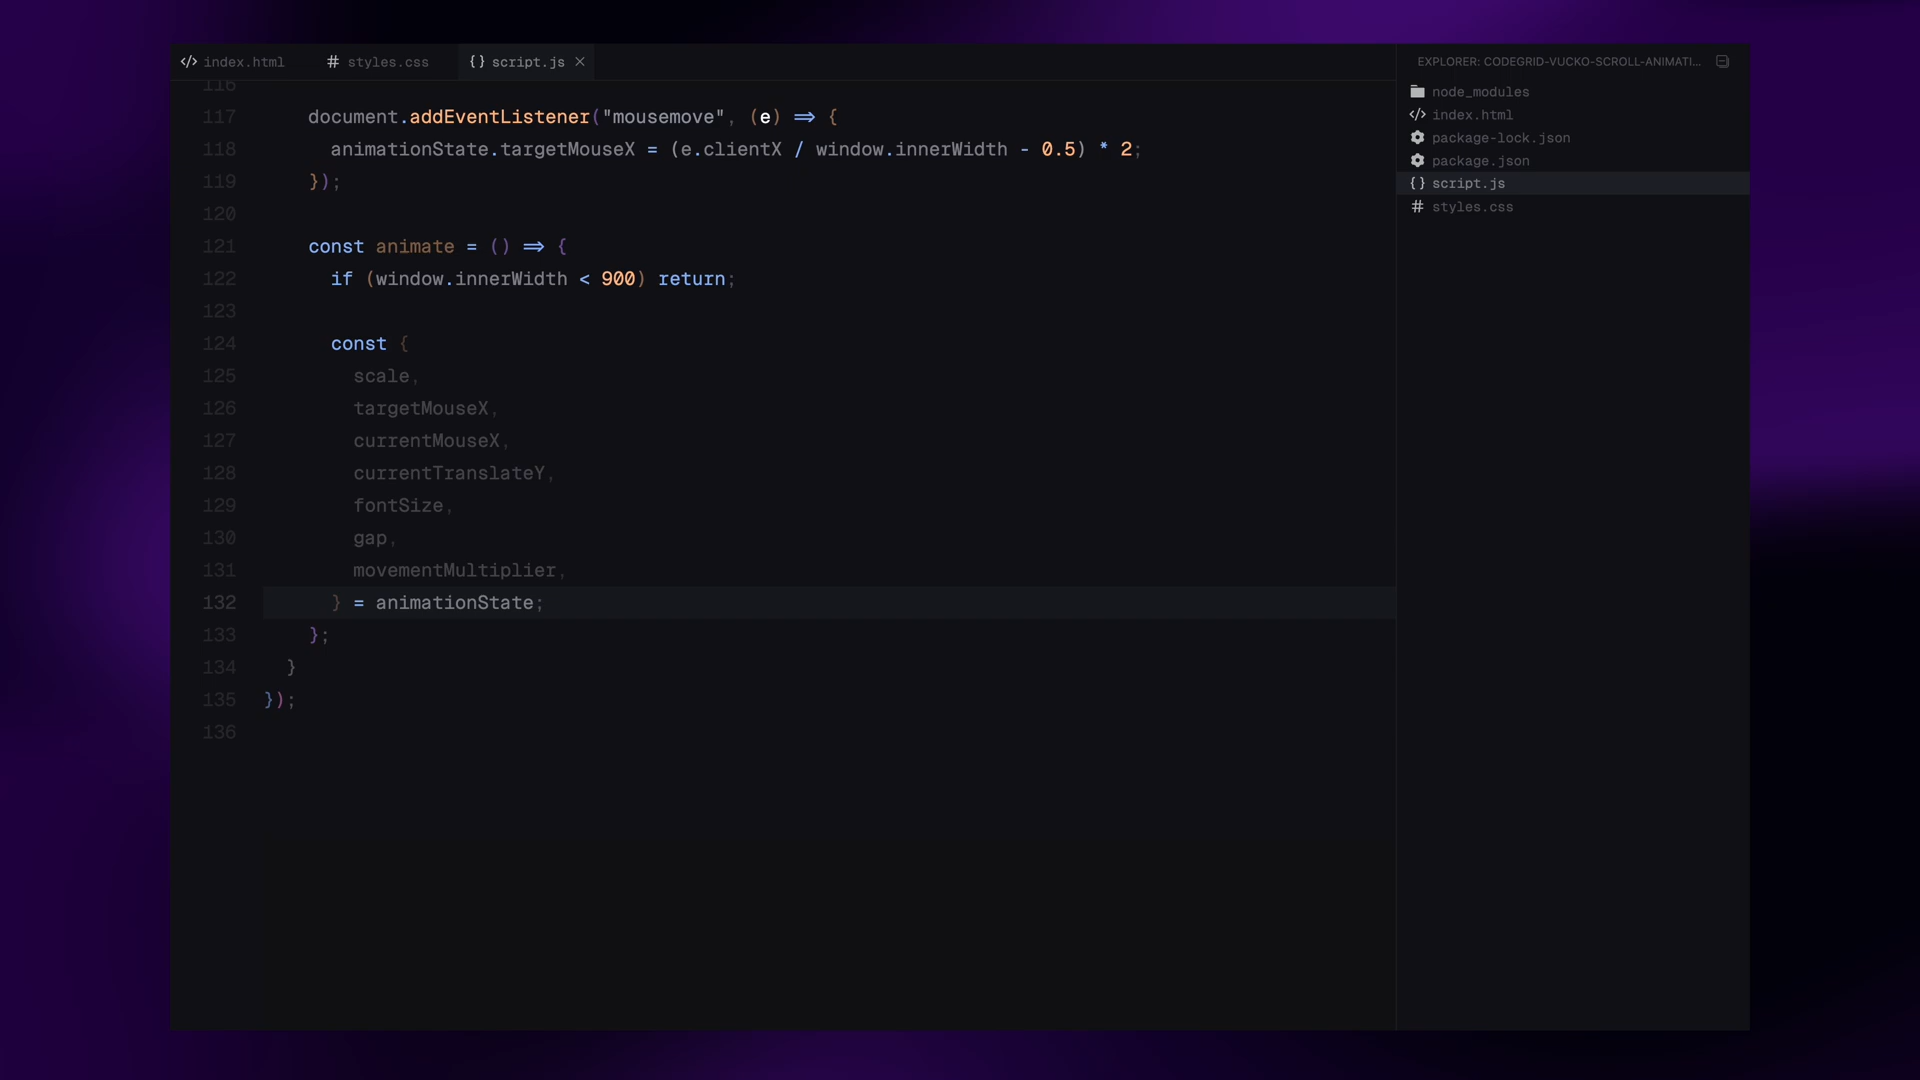 index.html
styles.css
script.js
EXPLORER: CODEGRID-VUCKO-SCROLL-ANIMATI...
node_modules
index.html
package-lock.json
package.json
script.js
styles.css
116
117 document.addEventListener("mousemove", (e) => {
118 animationState.targetMouseX = (e.clientX / window.innerWidth - 0.5) * 2;
119 });
120
121 const animate = () => {
122 if (window.innerWidth < 900) return;
123
124 const {
125 scale,
126 targetMouseX,
127 currentMouseX,
128 currentTranslateY,
129 fontSize,
130 gap,
131 movementMultiplier,
132 } = animationState;
133 };
134 }
135 });
136